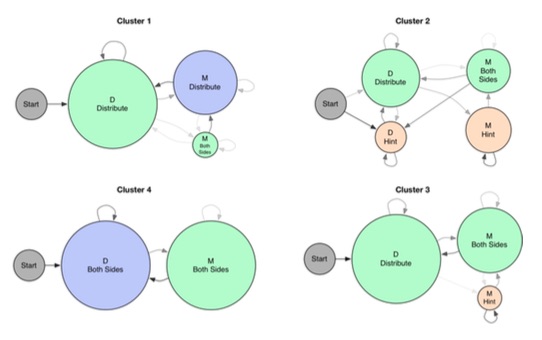 Cluster 1
Start
D
Distribute
M
Distribute
M
Both
Sides
Cluster 2
Start
D
Distribute
M
Both
Sides
D
Hint
M
Hint
Cluster 4
Start
D
Both Sides
M
Both Sides
Cluster 3
Start
D
Distribute
M
Both Sides
M
Hint